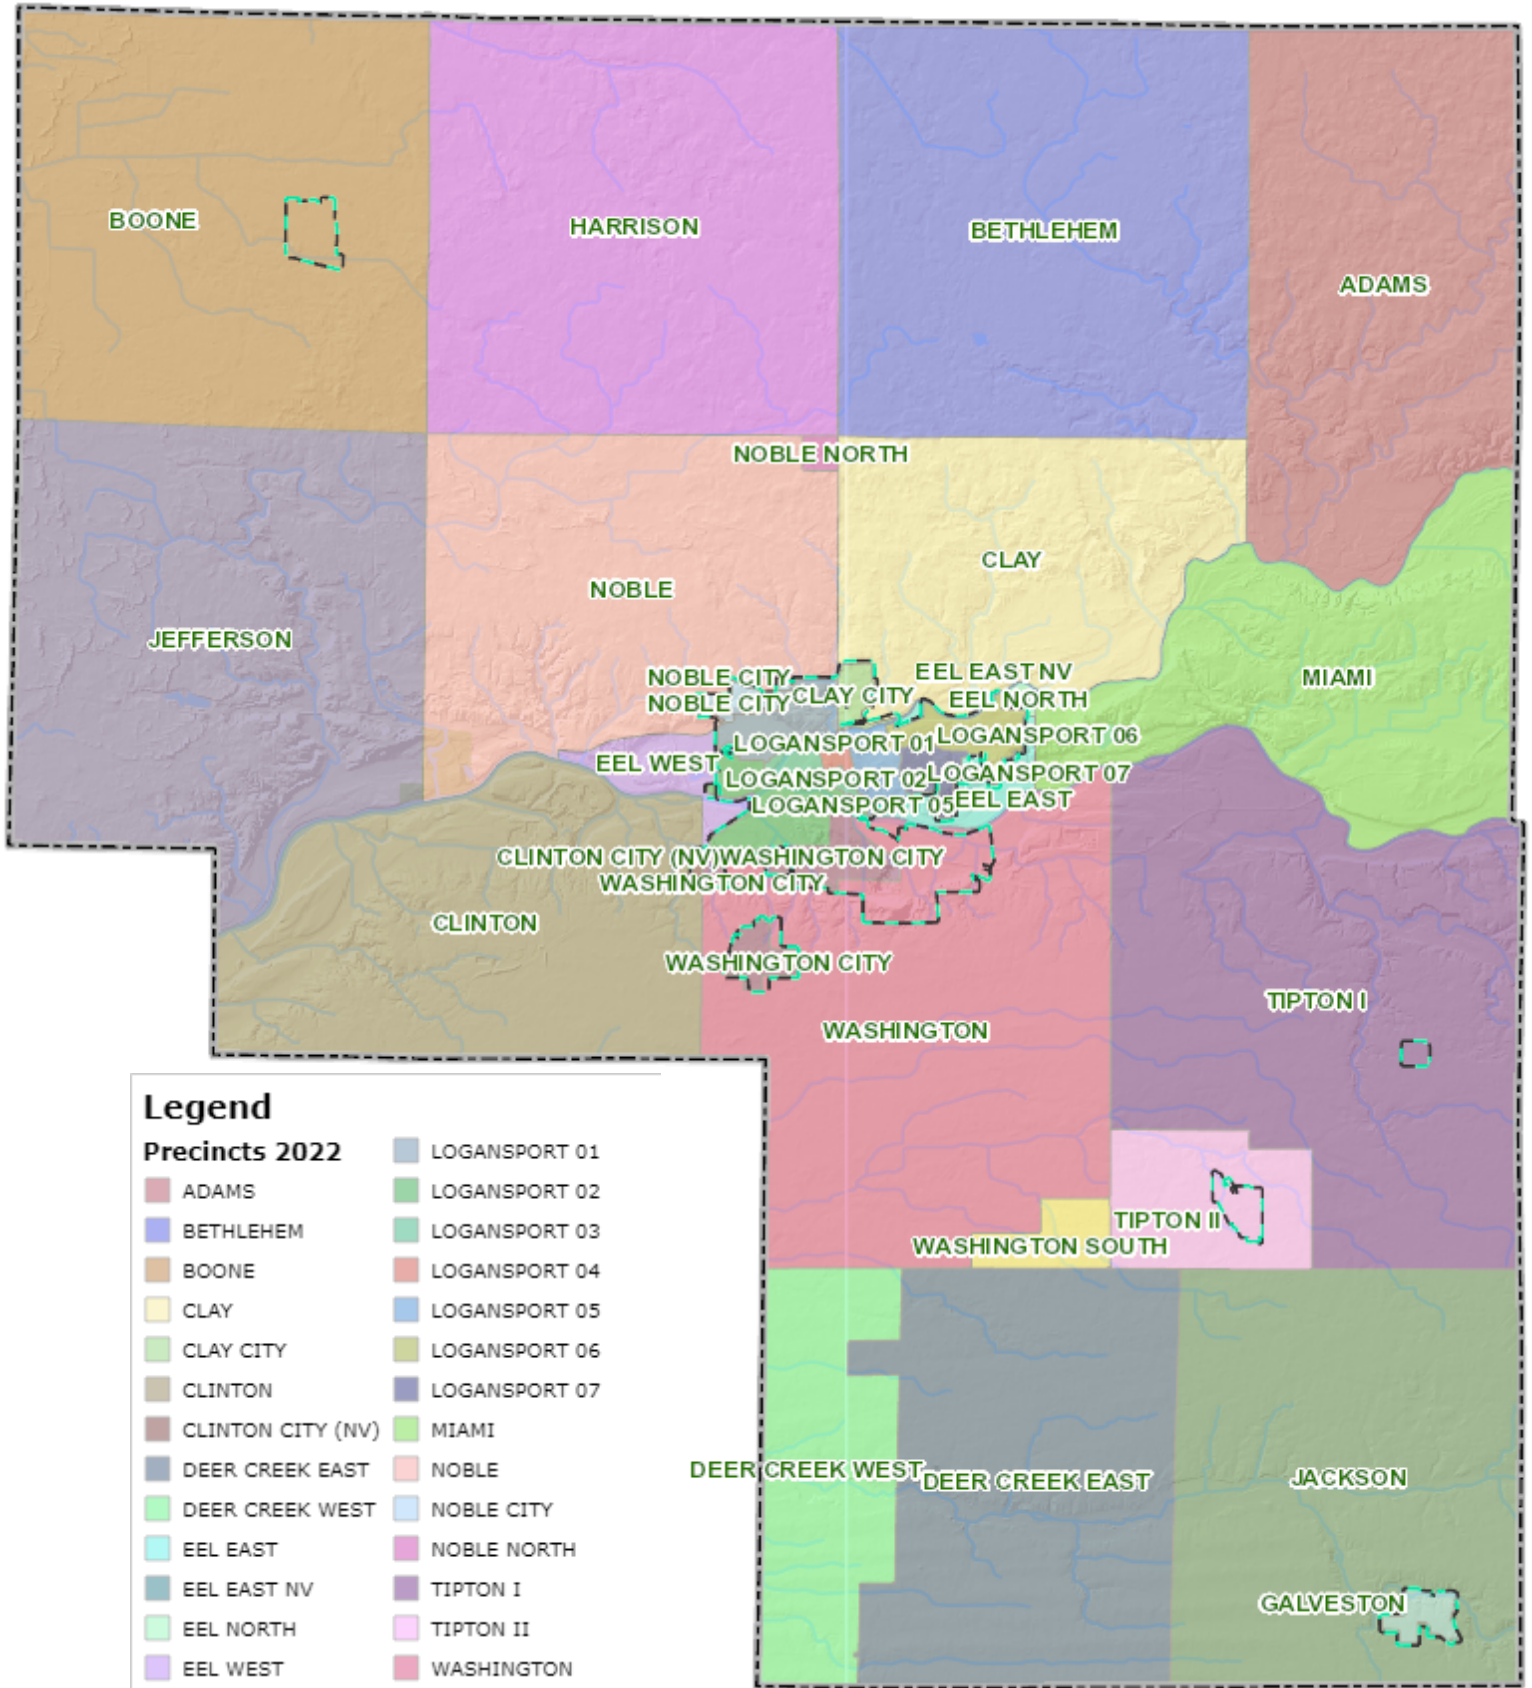 BOONE
HARRISON
BETHLEHEM
ADAMS
NOBLE NORTH
CLAY
NOBLE
JEFFERSON
EEL EAST NV
NOBLE CITY
MIAMI
CLAY CITY
EEL NORTH
NOBLE CITY
LOGANSPORT 01
LOGANSPORT 06
EEL WEST
LOGANSPORT 02
LOGANSPORT 07
LOGANSPORT 05
EEL EAST
CLINTON CITY (NV)
WASHINGTON CITY
WASHINGTON CITY
CLINTON
WASHINGTON CITY
TIPTON I
WASHINGTON
TIPTON II
WASHINGTON SOUTH
DEER CREEK WEST
DEER CREEK EAST
JACKSON
GALVESTON
Legend
Precincts 2022
ADAMS
BETHLEHEM
BOONE
CLAY
CLAY CITY
CLINTON
CLINTON CITY (NV)
DEER CREEK EAST
DEER CREEK WEST
EEL EAST
EEL EAST NV
EEL NORTH
EEL WEST
LOGANSPORT 01
LOGANSPORT 02
LOGANSPORT 03
LOGANSPORT 04
LOGANSPORT 05
LOGANSPORT 06
LOGANSPORT 07
MIAMI
NOBLE
NOBLE CITY
NOBLE NORTH
TIPTON I
TIPTON II
WASHINGTON